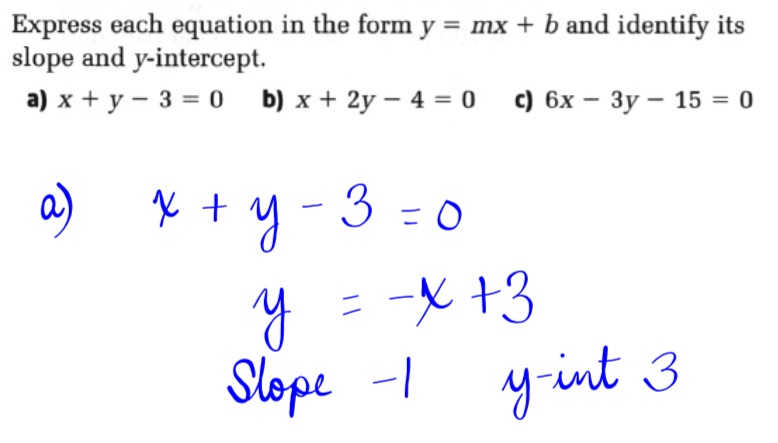 Express each equation in the form y = mx + b and identify its
slope and y-intercept.
a) x + y − 3 = 0 b) x + 2y − 4 = 0 c) 6x − 3y − 15 = 0
a) x + y - 3 = 0
y = -x + 3
Slope -1 y-int 3